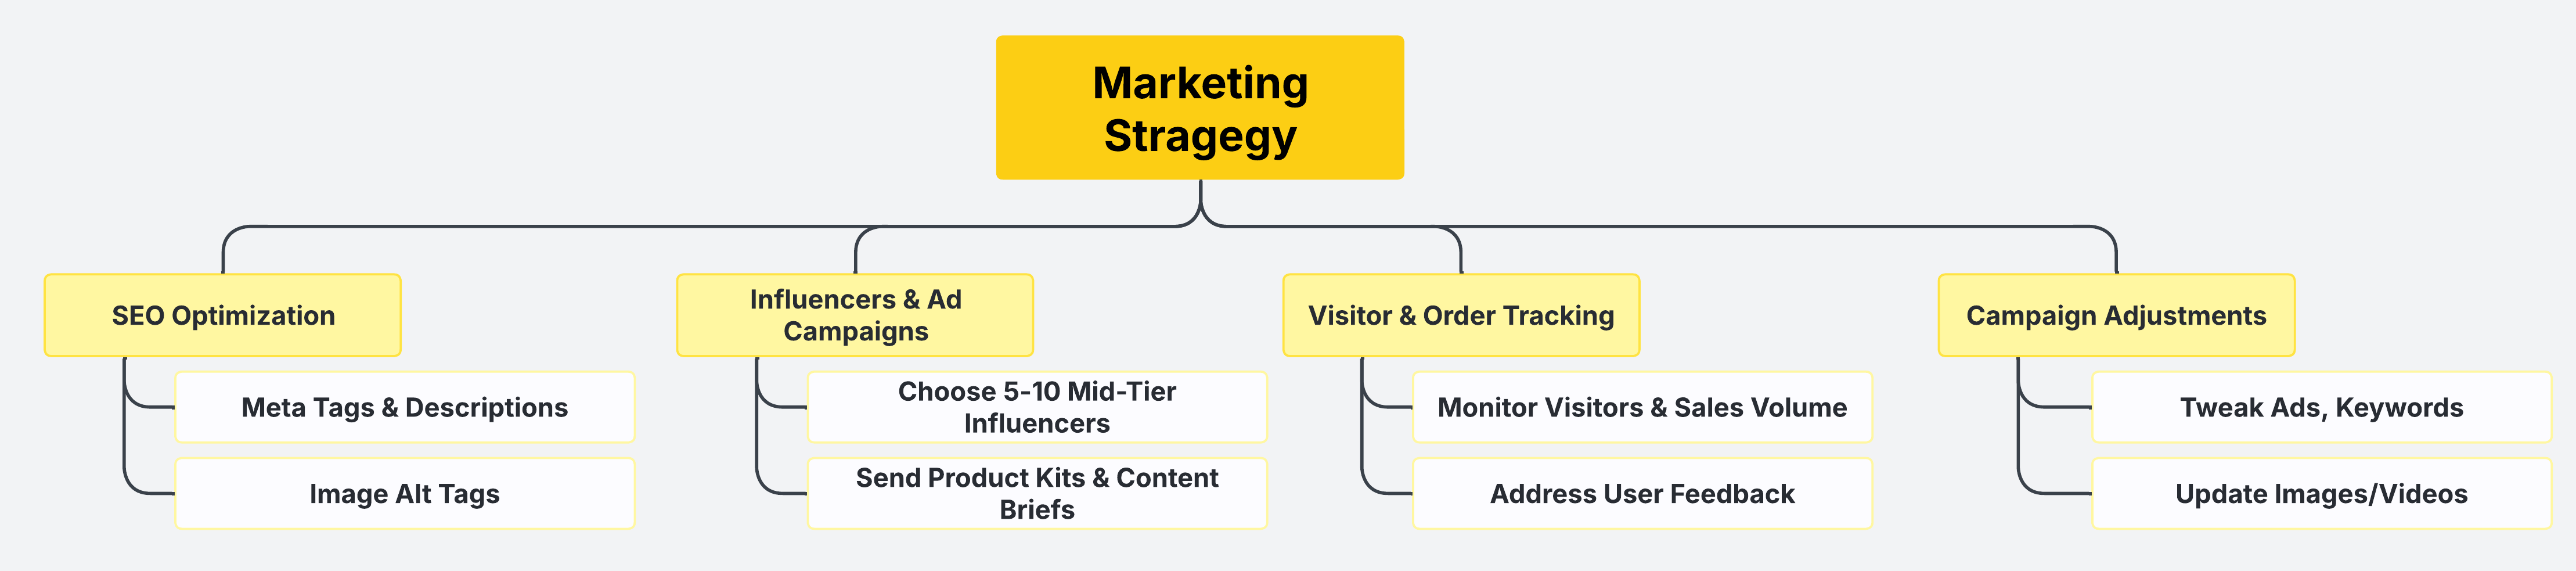 Marketing
Stragegy
SEO Optimization
Meta Tags & Descriptions
Image Alt Tags
Influencers & Ad
Campaigns
Choose 5-10 Mid-Tier
Influencers
Send Product Kits & Content
Briefs
Visitor & Order Tracking
Monitor Visitors & Sales Volume
Address User Feedback
Campaign Adjustments
Tweak Ads, Keywords
Update Images/Videos